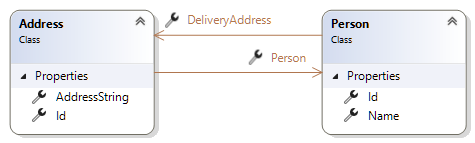 Address
Class
Properties
AddressString
Id
DeliveryAddress
Person
Person
Class
Properties
Id
Name